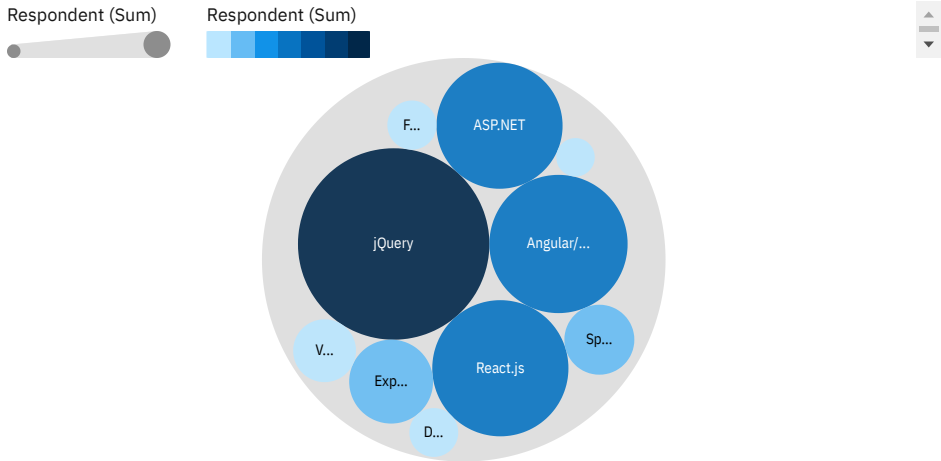 Respondent (Sum)
Respondent (Sum)
ASP.NET
F...
jQuery
Angular/...
Sp...
V...
React.js
Exp...
D...